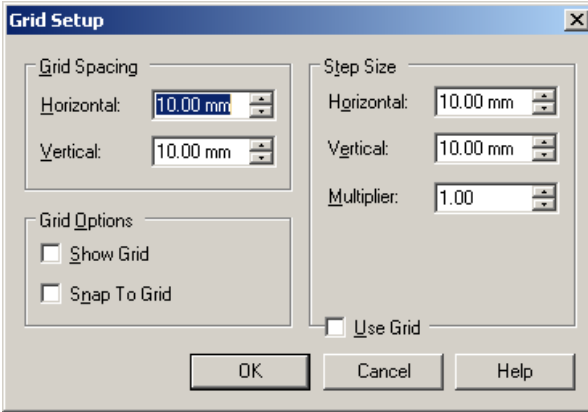 Grid Setup
Grid Spacing
Horizontal: 10.00 mm
Vertical: 10.00 mm
Grid Options
Show Grid
Snap To Grid
Step Size
Horizontal: 10.00 mm
Vertical: 10.00 mm
Multiplier: 1.00
Use Grid
OK Cancel Help